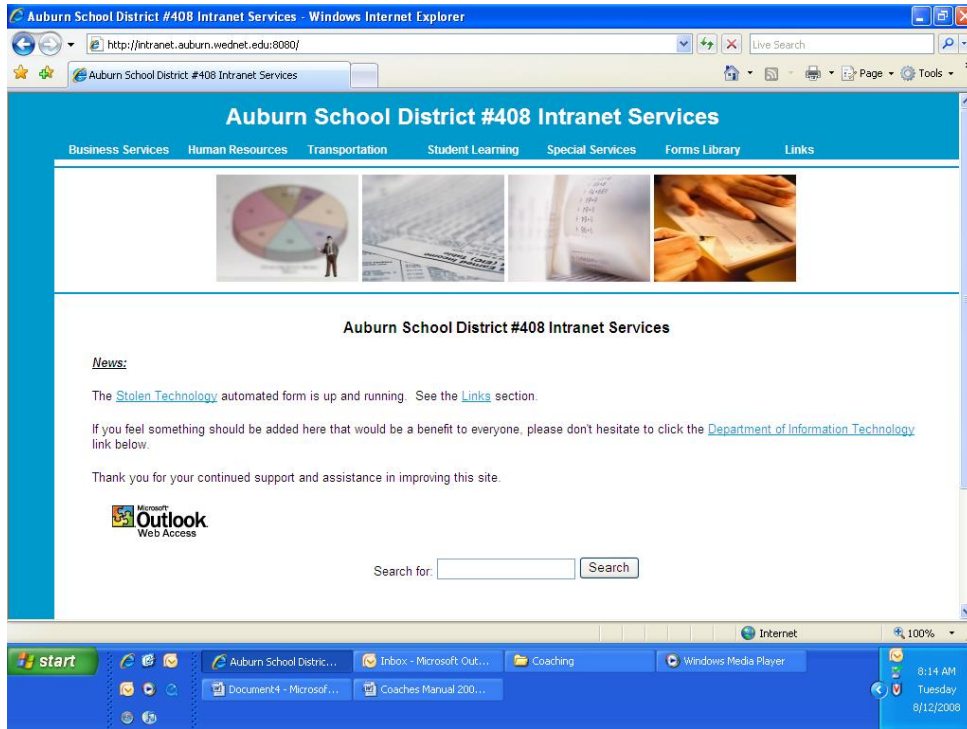 Auburn School District #408 Intranet Services - Windows Internet Explorer
http://intranet.auburn.wednet.edu:8080/
Live Search
Auburn School District #408 Intranet Services
Page
Tools
Auburn School District #408 Intranet Services
Business Services Human Resources Transportation Student Learning Special Services Forms Library Links
Auburn School District #408 Intranet Services
News:
The Stolen Technology automated form is up and running. See the Links section.
If you feel something should be added here that would be a benefit to everyone, please don't hesitate to click the Department of Information Technology
link below.
Thank you for your continued support and assistance in improving this site.
Microsoft
Outlook
Web Access
Search for: Search
Internet 100%
start Auburn School Distric... Inbox - Microsoft Out... Coaching Windows Media Player
8:14 AM
Document4 - Microsof... Coaches Manual 200... Tuesday
8/12/2008